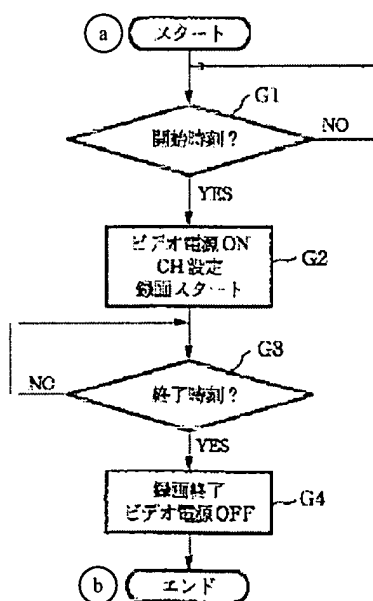 a スタート
G1
開始時刻?
NO
YES
ビデオ電源ON
CH設定
録画スタート
G2
G3
NO
終了時刻?
YES
録画終了
ビデオ電源OFF
G4
b エンド